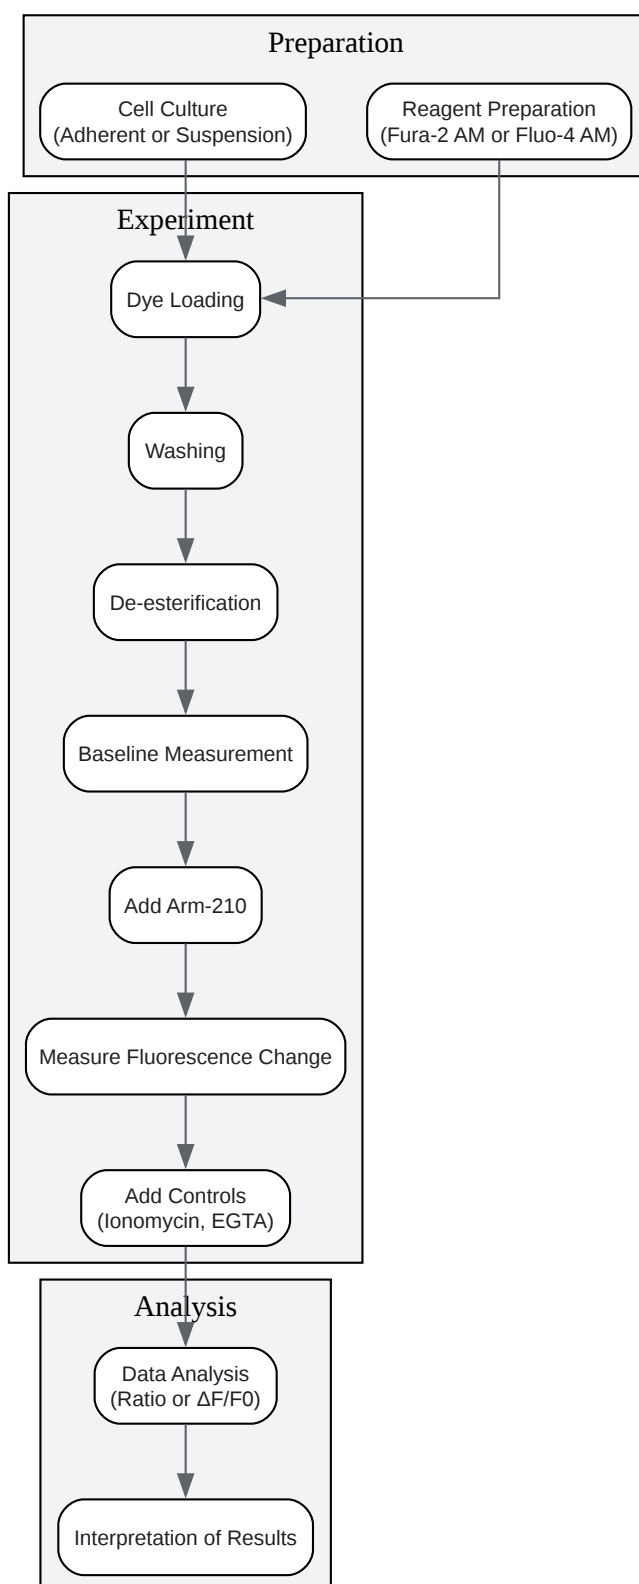 Preparation
Cell Culture
(Adherent or Suspension)
Reagent Preparation
(Fura-2 AM or Fluo-4 AM)
Experiment
Dye Loading
Washing
De-esterification
Baseline Measurement
Add Arm-210
Measure Fluorescence Change
Add Controls
(Ionomycin, EGTA)
Analysis
Data Analysis
(Ratio or ΔF/F0)
Interpretation of Results